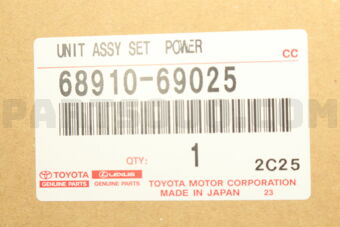 UNIT ASSY SET POWER
CC
68910-69025
QTY:
1
2C25
TOYOTA
GENUINE PARTS
LEXUS
GENUINE PARTS
TOYOTA MOTOR CORPORATION
MADE IN JAPAN 23